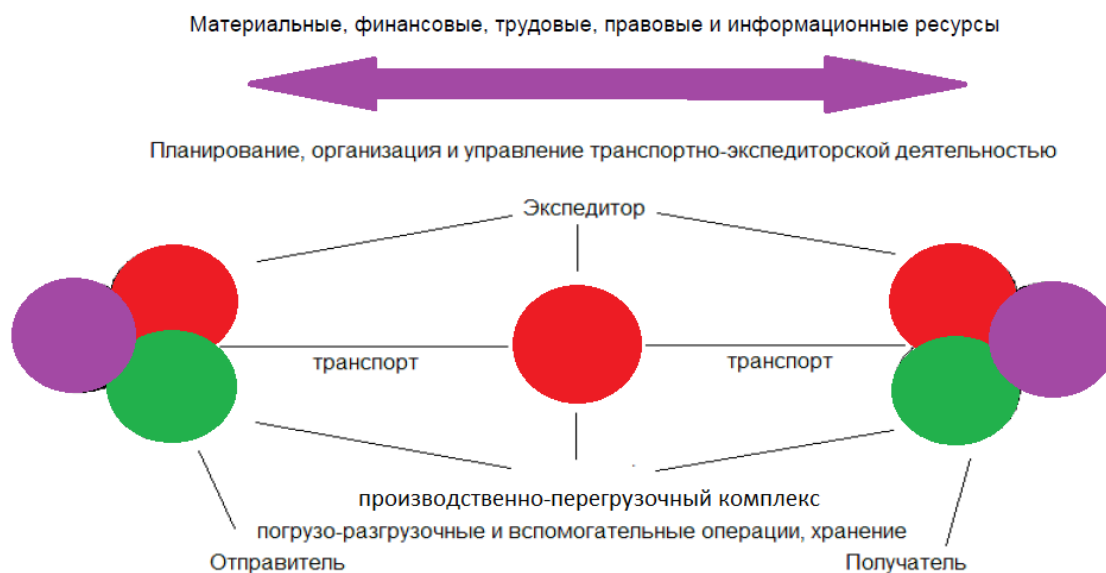 Материальные, финансовые, трудовые, правовые и информационные ресурсы
Планирование, организация и управление транспортно-экспедиторской деятельностью
Экспедитор
транспорт
транспорт
производственно-перегрузочный комплекс
погрузо-разгрузочные и вспомогательные операции, хранение
Отправитель
Получатель